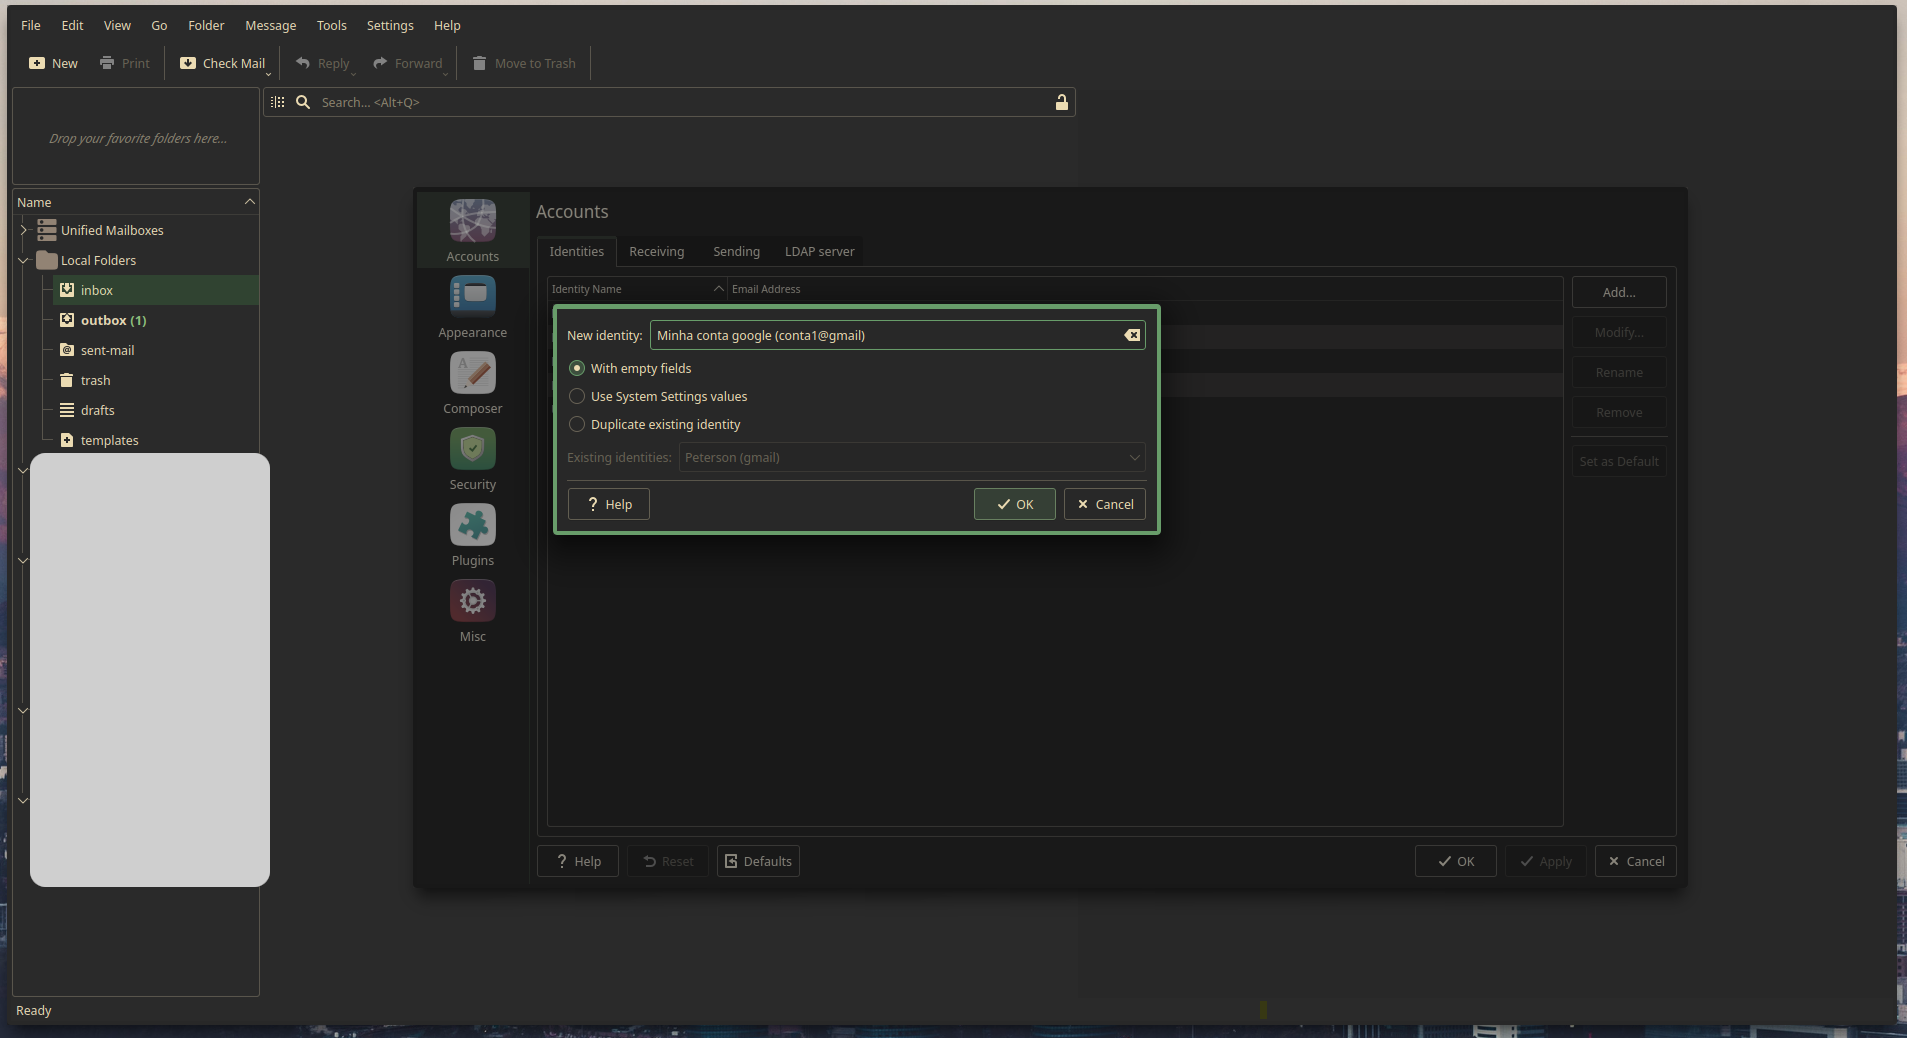 File Edit View Go Folder Message Tools Settings Help
New Print Check Mail Reply Forward Move to Trash
Search... <Alt+Q>
Drop your favorite folders here...
Name
Unified Mailboxes
Local Folders
inbox
outbox (1)
sent-mail
trash
drafts
templates
Accounts
Appearance
Composer
Security
Plugins
Misc
Accounts
Identities Receiving Sending LDAP server
Identity Name Email Address
Add...
Modify...
Rename
Remove
Set as Default
New identity: Minha conta google (conta1@gmail)
With empty fields
Use System Settings values
Duplicate existing identity
Existing identities: Peterson (gmail)
? Help OK Cancel
? Help Reset Defaults OK Apply Cancel
Ready